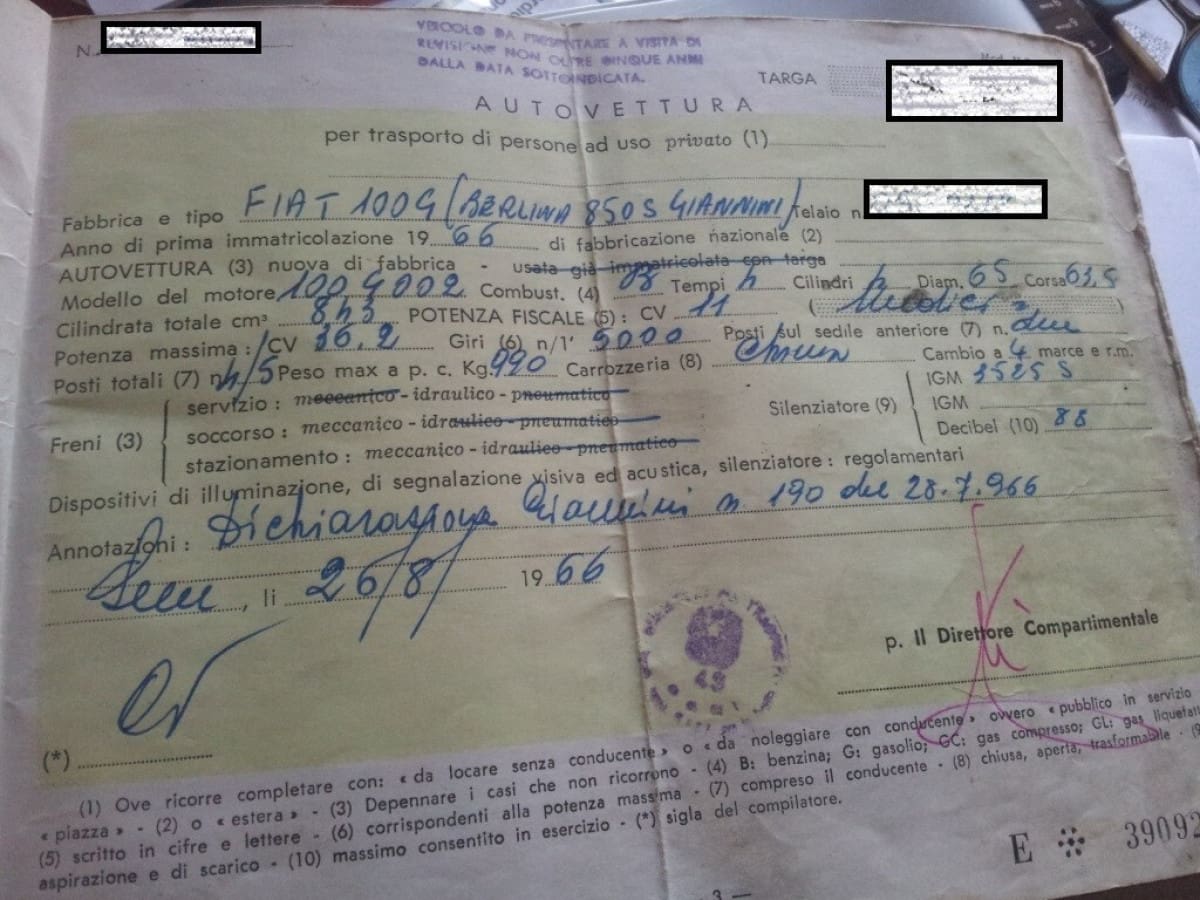 N.
VEICOLO DA PRESENTARE A VISITA DI
REVISIONE NON OLTRE CINQUE ANNI
DALLA DATA SOTTOINDICATA.
TARGA
AUTOVETTURA
per trasporto di persone ad uso privato (1)
Fabbrica e tipo FIAT 100G (BERLINA 850S GIANNINI) Telaio n.
Anno di prima immatricolazione 19 66 di fabbricazione nazionale (2)
AUTOVETTURA (3) nuova di fabbrica - usata già immatricolata con targa
Modello del motore 100G002 Combust. (4) B Tempi 4 Cilindri 4 Diam. 65 Corsa 63,5
Cilindrata totale cm³ 843 POTENZA FISCALE (5): CV 11 (undici)
Potenza massima: CV 36.2 Giri (6) n/1' 5000 Posti sul sedile anteriore (7) n. due
Posti totali (7) n. 4/5 Peso max a p. c. Kg. 990 Carrozzeria (8) chiusa Cambio a 4 marce e r.m.
Freni (3)
servizio: meccanico - idraulico - pneumatico
soccorso: meccanico - idraulico - pneumatico
stazionamento: meccanico - idraulico - pneumatico
Silenziatore (9)
IGM 3525 S
IGM
Decibel (10) 88
Dispositivi di illuminazione, di segnalazione visiva ed acustica, silenziatore: regolamentari
Annotazioni: Dichiarazione Giannini n. 190 del 28.7.966
, li 26/8/ 1966
p. Il Direttore Compartimentale
(*)
(1) Ove ricorre completare con: « da locare senza conducente » o « da noleggiare con conducente » ovvero « pubblico in servizio
« piazza » - (2) o « estera » - (3) Depennare i casi che non ricorrono - (4) B: benzina; G: gasolio; GC: gas compresso; GL: gas
(5) scritto in cifre e lettere - (6) corrispondenti alla potenza massima - (7) compreso il conducente - (8) chiusa, aperta, trasformabile -
aspirazione e di scarico - (10) massimo consentito in esercizio - (*) sigla del compilatore.
E 39092
— 3 —